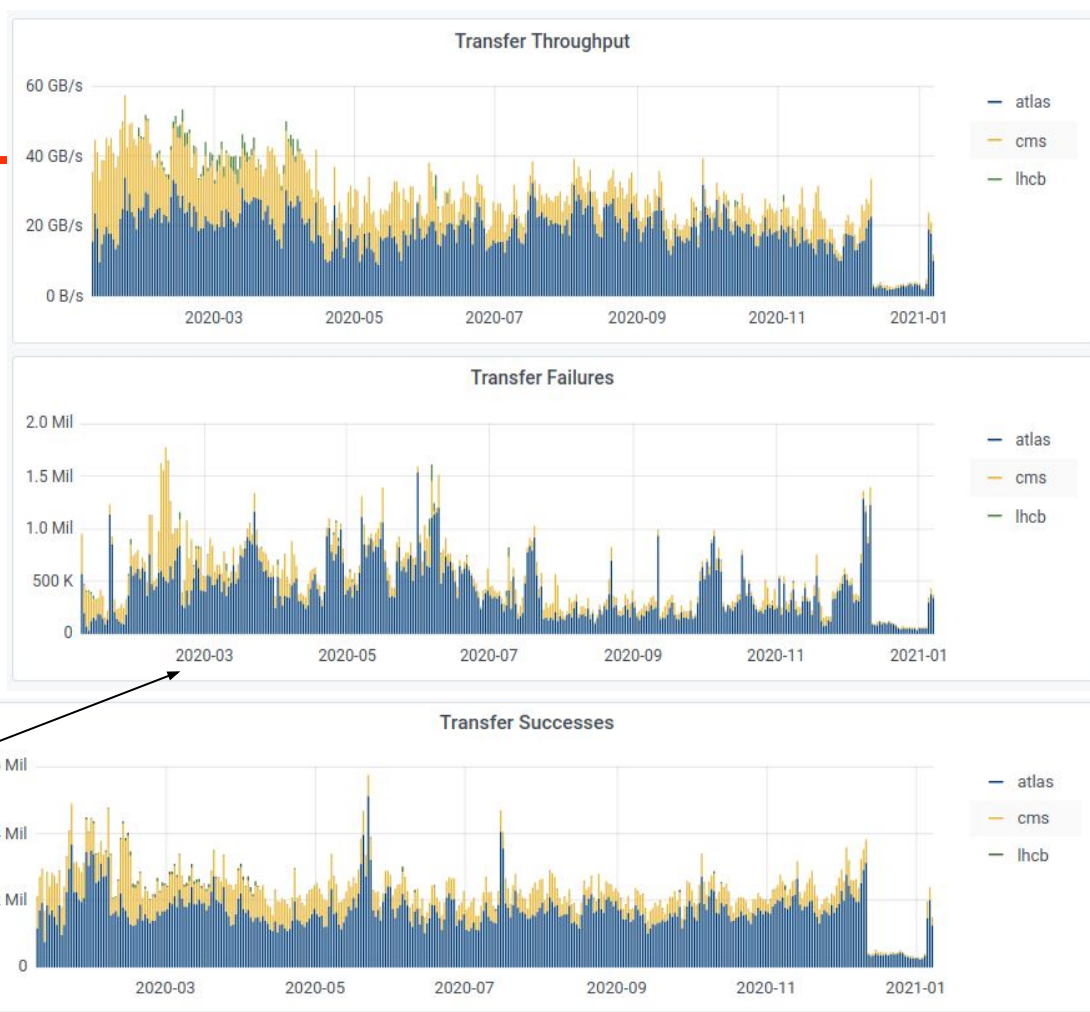 Transfer Throughput
60 GB/s
40 GB/s
20 GB/s
0 B/s
2020-03 2020-05 2020-07 2020-09 2020-11 2021-01
atlas
cms
lhcb
Transfer Failures
2.0 Mil
1.5 Mil
1.0 Mil
500 K
0
2020-03 2020-05 2020-07 2020-09 2020-11 2021-01
atlas
cms
lhcb
Transfer Successes
Mil
Mil
Mil
0
2020-03 2020-05 2020-07 2020-09 2020-11 2021-01
atlas
cms
lhcb